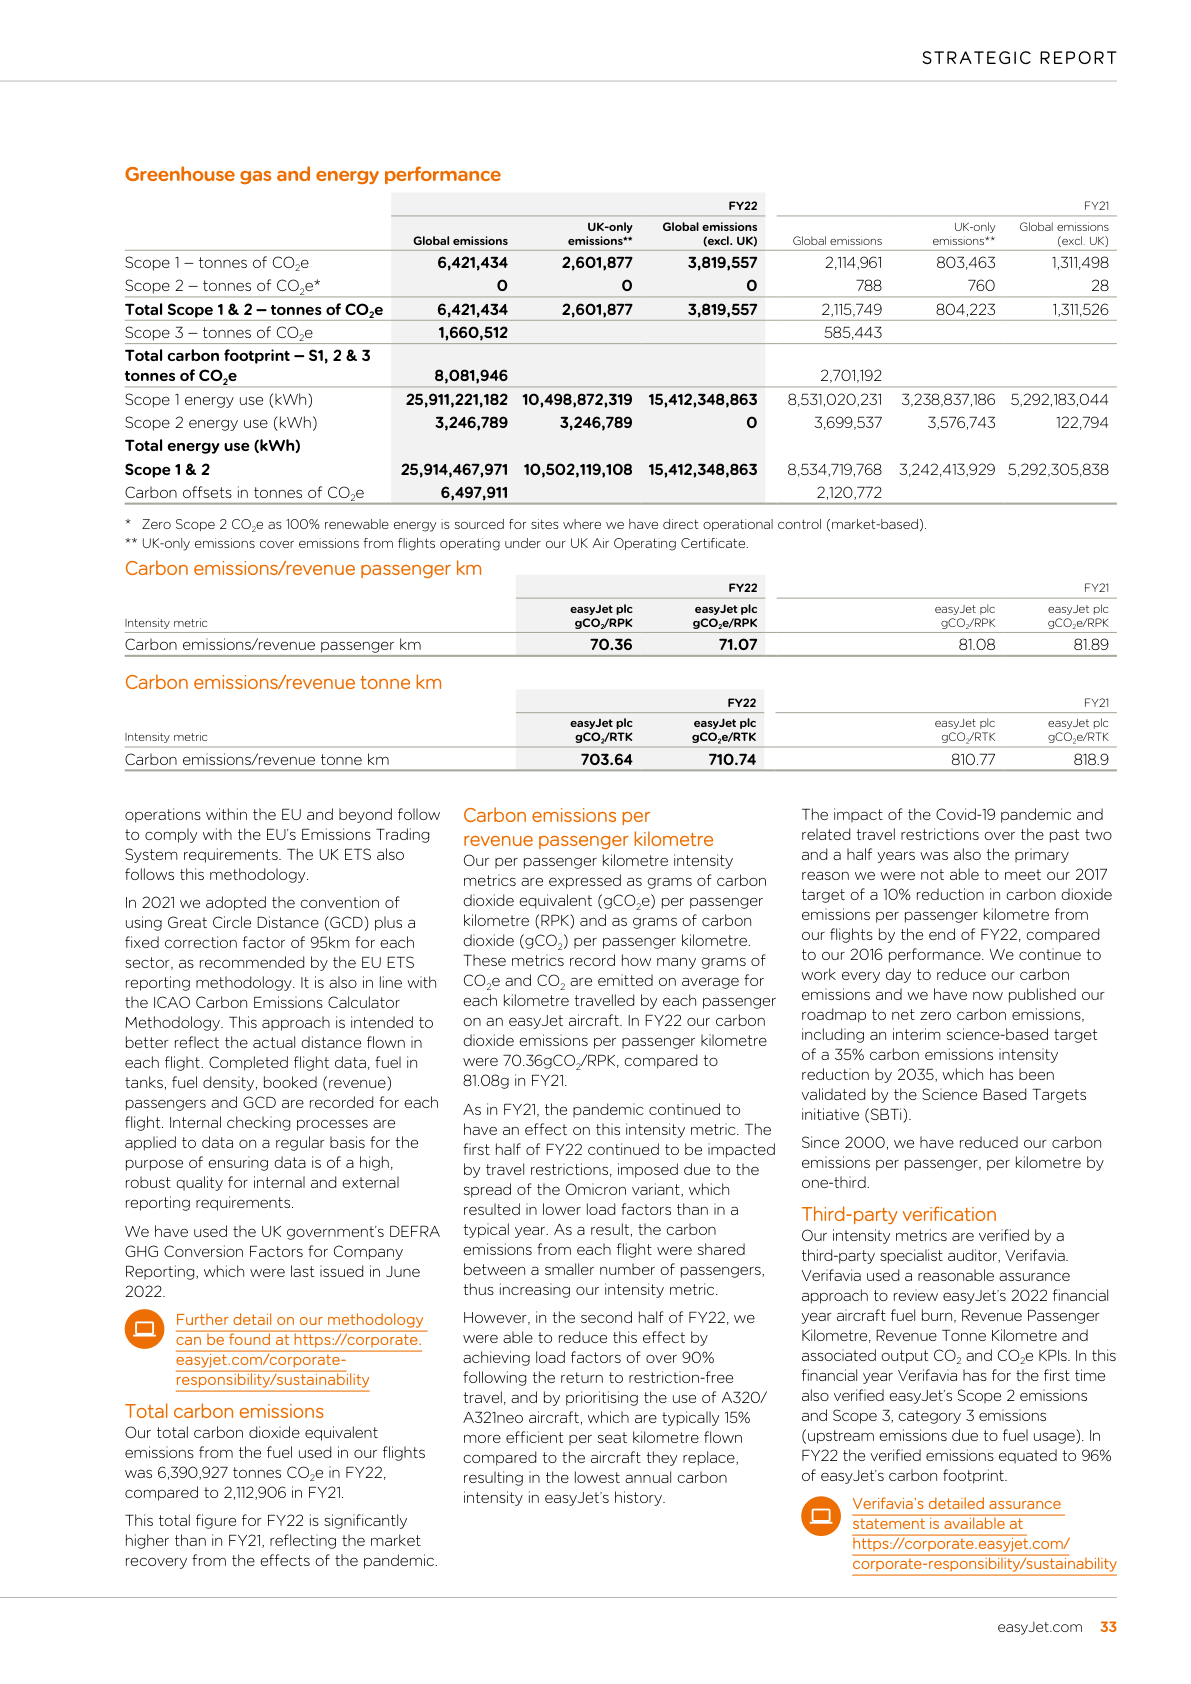 STRATEGIC REPORT
Greenhouse gas and energy performance
FY22 FY21
Global emissions UK-only emissions** Global emissions (excl. UK) Global emissions UK-only emissions** Global emissions (excl. UK)
Scope 1 – tonnes of CO₂e 6,421,434 2,601,877 3,819,557 2,114,961 803,463 1,311,498
Scope 2 – tonnes of CO₂e* 0 0 0 788 760 28
Total Scope 1 & 2 – tonnes of CO₂e 6,421,434 2,601,877 3,819,557 2,115,749 804,223 1,311,526
Scope 3 – tonnes of CO₂e 1,660,512 585,443
Total carbon footprint – S1, 2 & 3
tonnes of CO₂e 8,081,946 2,701,192
Scope 1 energy use (kWh) 25,911,221,182 10,498,872,319 15,412,348,863 8,531,020,231 3,238,837,186 5,292,183,044
Scope 2 energy use (kWh) 3,246,789 3,246,789 0 3,699,537 3,576,743 122,794
Total energy use (kWh)
Scope 1 & 2 25,914,467,971 10,502,119,108 15,412,348,863 8,534,719,768 3,242,413,929 5,292,305,838
Carbon offsets in tonnes of CO₂e 6,497,911 2,120,772
* Zero Scope 2 CO₂e as 100% renewable energy is sourced for sites where we have direct operational control (market-based).
** UK-only emissions cover emissions from flights operating under our UK Air Operating Certificate.
Carbon emissions/revenue passenger km
FY22 FY21
easyJet plc easyJet plc easyJet plc easyJet plc
Intensity metric gCO₂/RPK gCO₂e/RPK gCO₂/RPK gCO₂e/RPK
Carbon emissions/revenue passenger km 70.36 71.07 81.08 81.89
Carbon emissions/revenue tonne km
FY22 FY21
easyJet plc easyJet plc easyJet plc easyJet plc
Intensity metric gCO₂/RTK gCO₂e/RTK gCO₂/RTK gCO₂e/RTK
Carbon emissions/revenue tonne km 703.64 710.74 810.77 818.9
operations within the EU and beyond follow
to comply with the EU's Emissions Trading
System requirements. The UK ETS also
follows this methodology.
In 2021 we adopted the convention of
using Great Circle Distance (GCD) plus a
fixed correction factor of 95km for each
sector, as recommended by the EU ETS
reporting methodology. It is also in line with
the ICAO Carbon Emissions Calculator
Methodology. This approach is intended to
better reflect the actual distance flown in
each flight. Completed flight data, fuel in
tanks, fuel density, booked (revenue)
passengers and GCD are recorded for each
flight. Internal checking processes are
applied to data on a regular basis for the
purpose of ensuring data is of a high,
robust quality for internal and external
reporting requirements.
We have used the UK government's DEFRA
GHG Conversion Factors for Company
Reporting, which were last issued in June
2022.
Further detail on our methodology
can be found at https://corporate.
easyjet.com/corporate-
responsibility/sustainability
Total carbon emissions
Our total carbon dioxide equivalent
emissions from the fuel used in our flights
was 6,390,927 tonnes CO₂e in FY22,
compared to 2,112,906 in FY21.
This total figure for FY22 is significantly
higher than in FY21, reflecting the market
recovery from the effects of the pandemic.
Carbon emissions per
revenue passenger kilometre
Our per passenger kilometre intensity
metrics are expressed as grams of carbon
dioxide equivalent (gCO₂e) per passenger
kilometre (RPK) and as grams of carbon
dioxide (gCO₂) per passenger kilometre.
These metrics record how many grams of
CO₂e and CO₂ are emitted on average for
each kilometre travelled by each passenger
on an easyJet aircraft. In FY22 our carbon
dioxide emissions per passenger kilometre
were 70.36gCO₂/RPK, compared to
81.08g in FY21.
As in FY21, the pandemic continued to
have an effect on this intensity metric. The
first half of FY22 continued to be impacted
by travel restrictions, imposed due to the
spread of the Omicron variant, which
resulted in lower load factors than in a
typical year. As a result, the carbon
emissions from each flight were shared
between a smaller number of passengers,
thus increasing our intensity metric.
However, in the second half of FY22, we
were able to reduce this effect by
achieving load factors of over 90%
following the return to restriction-free
travel, and by prioritising the use of A320/
A321neo aircraft, which are typically 15%
more efficient per seat kilometre flown
compared to the aircraft they replace,
resulting in the lowest annual carbon
intensity in easyJet's history.
The impact of the Covid-19 pandemic and
related travel restrictions over the past two
and a half years was also the primary
reason we were not able to meet our 2017
target of a 10% reduction in carbon dioxide
emissions per passenger kilometre from
our flights by the end of FY22, compared
to our 2016 performance. We continue to
work every day to reduce our carbon
emissions and we have now published our
roadmap to net zero carbon emissions,
including an interim science-based target
of a 35% carbon emissions intensity
reduction by 2035, which has been
validated by the Science Based Targets
initiative (SBTi).
Since 2000, we have reduced our carbon
emissions per passenger, per kilometre by
one-third.
Third-party verification
Our intensity metrics are verified by a
third-party specialist auditor, Verifavia.
Verifavia used a reasonable assurance
approach to review easyJet's 2022 financial
year aircraft fuel burn, Revenue Passenger
Kilometre, Revenue Tonne Kilometre and
associated output CO₂ and CO₂e KPIs. In this
financial year Verifavia has for the first time
also verified easyJet's Scope 2 emissions
and Scope 3, category 3 emissions
(upstream emissions due to fuel usage). In
FY22 the verified emissions equated to 96%
of easyJet's carbon footprint.
Verifavia's detailed assurance
statement is available at
https://corporate.easyjet.com/
corporate-responsibility/sustainability
easyJet.com 33